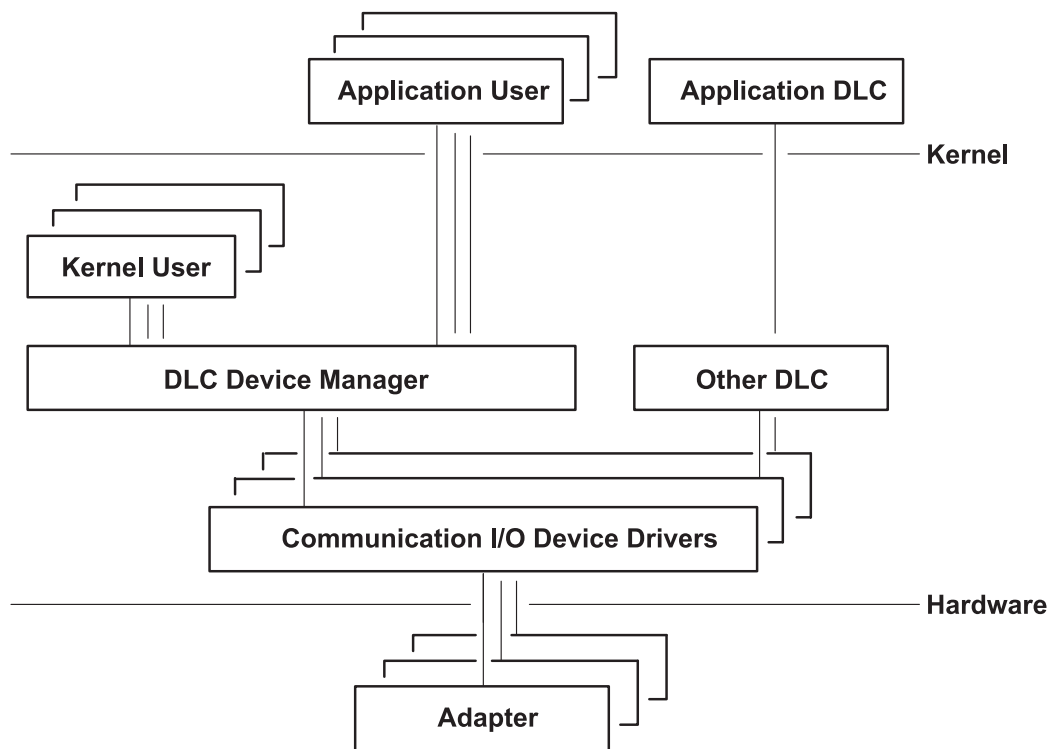 Application User
Application DLC
Kernel
Kernel User
DLC Device Manager
Other DLC
Communication I/O Device Drivers
Hardware
Adapter